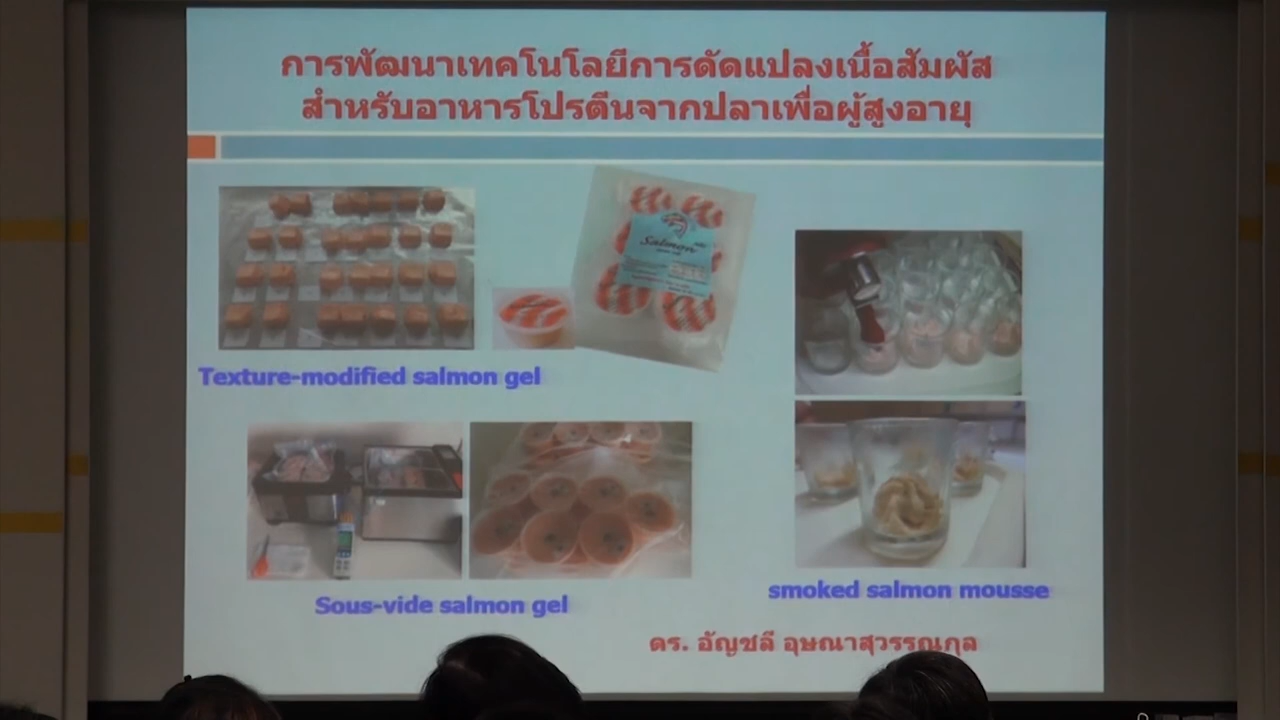 การพัฒนาเทคโนโลยีการดัดแปลงเนื้อสัมผัส
สำหรับอาหารโปรตีนจากปลาเพื่อผู้สูงอายุ
Salmon
Texture-modified salmon gel
Sous-vide salmon gel
smoked salmon mousse
ดร. อัญชลี อุษณาสุวรรณกุล